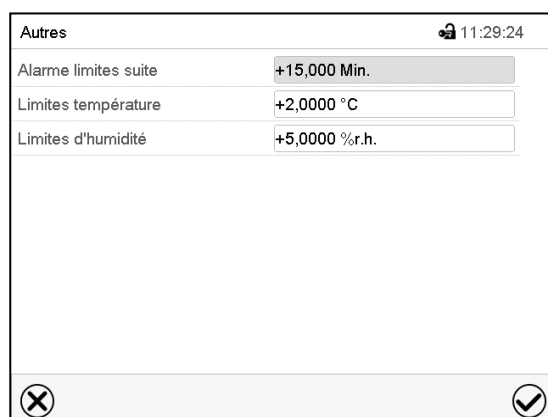 Autres 11:29:24
Alarme limites suite +15,000 Min.
Limites température +2,0000 °C
Limites d'humidité +5,0000 %r.h.